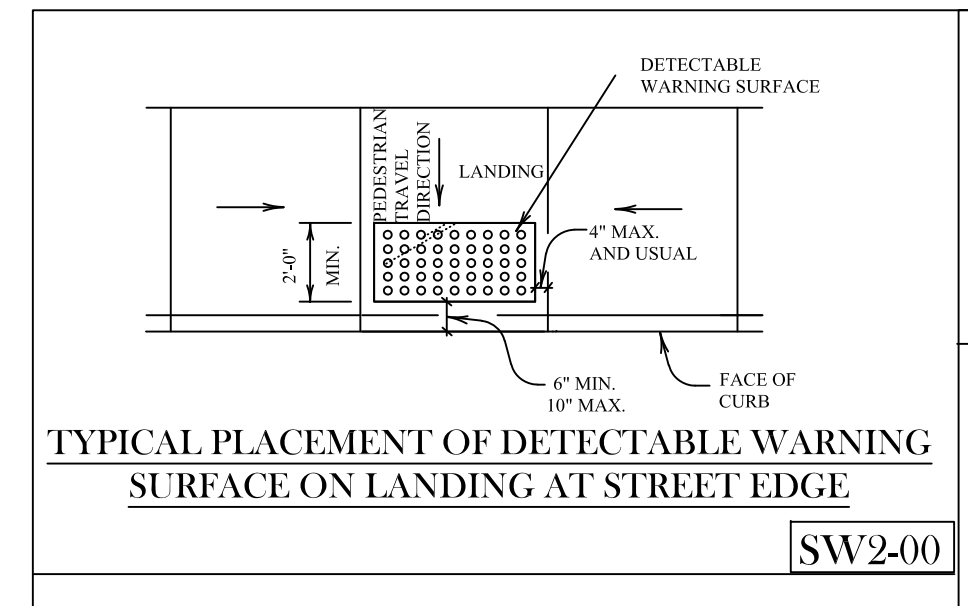 DETECTABLE
WARNING SURFACE
PEDESTRIAN
TRAVEL
DIRECTION
LANDING
4" MAX.
AND USUAL
2'-0"
MIN.
6" MIN.
10" MAX.
FACE OF
CURB
TYPICAL PLACEMENT OF DETECTABLE WARNING
SURFACE ON LANDING AT STREET EDGE
SW2-00